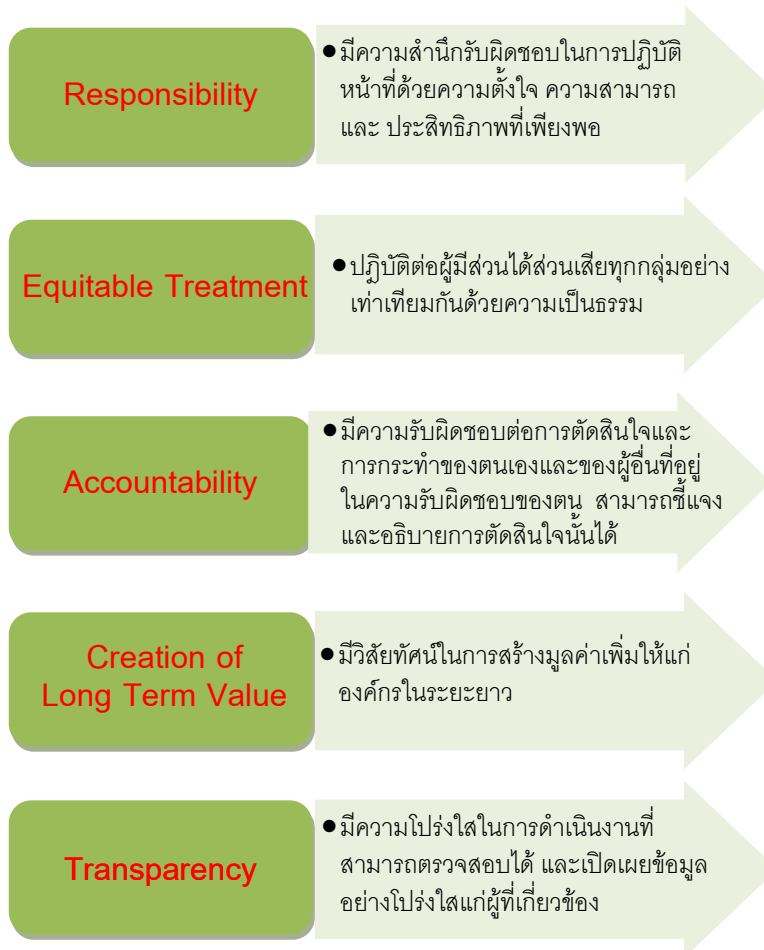 Responsibility
● มีความสำนึกรับผิดชอบในการปฏิบัติ
หน้าที่ด้วยความตั้งใจ ความสามารถ
และ ประสิทธิภาพที่เพียงพอ
Equitable Treatment
● ปฏิบัติต่อผู้มีส่วนได้ส่วนเสียทุกกลุ่มอย่าง
เท่าเทียมกันด้วยความเป็นธรรม
Accountability
● มีความรับผิดชอบต่อการตัดสินใจและ
การกระทำของตนเองและของผู้อื่นที่อยู่
ในความรับผิดชอบของตน สามารถชี้แจง
และอธิบายการตัดสินใจนั้นได้
Creation of
Long Term Value
● มีวิสัยทัศน์ในการสร้างมูลค่าเพิ่มให้แก่
องค์กรในระยะยาว
Transparency
● มีความโปร่งใสในการดำเนินงานที่
สามารถตรวจสอบได้ และเปิดเผยข้อมูล
อย่างโปร่งใสแก่ผู้ที่เกี่ยวข้อง